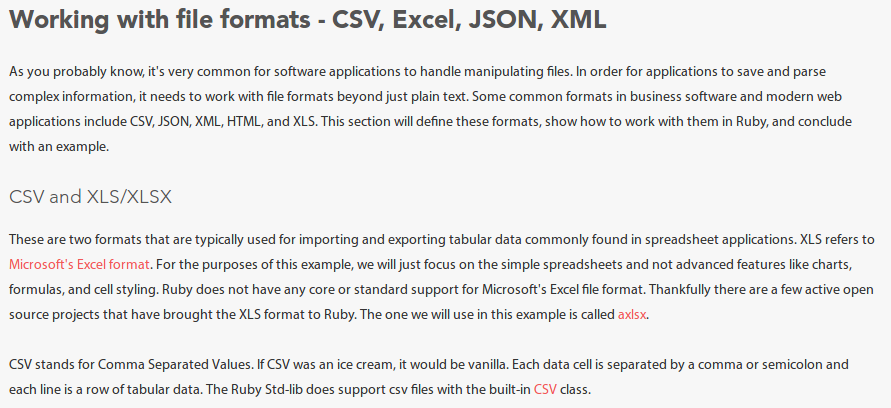 Working with file formats - CSV, Excel, JSON, XML
As you probably know, it's very common for software applications to handle manipulating files. In order for applications to save and parse
complex information, it needs to work with file formats beyond just plain text. Some common formats in business software and modern web
applications include CSV, JSON, XML, HTML, and XLS. This section will define these formats, show how to work with them in Ruby, and conclude
with an example.
CSV and XLS/XLSX
These are two formats that are typically used for importing and exporting tabular data commonly found in spreadsheet applications. XLS refers to
Microsoft's Excel format. For the purposes of this example, we will just focus on the simple spreadsheets and not advanced features like charts,
formulas, and cell styling. Ruby does not have any core or standard support for Microsoft's Excel file format. Thankfully there are a few active open
source projects that have brought the XLS format to Ruby. The one we will use in this example is called axlsx.
CSV stands for Comma Separated Values. If CSV was an ice cream, it would be vanilla. Each data cell is separated by a comma or semicolon and
each line is a row of tabular data. The Ruby Std-lib does support csv files with the built-in CSV class.